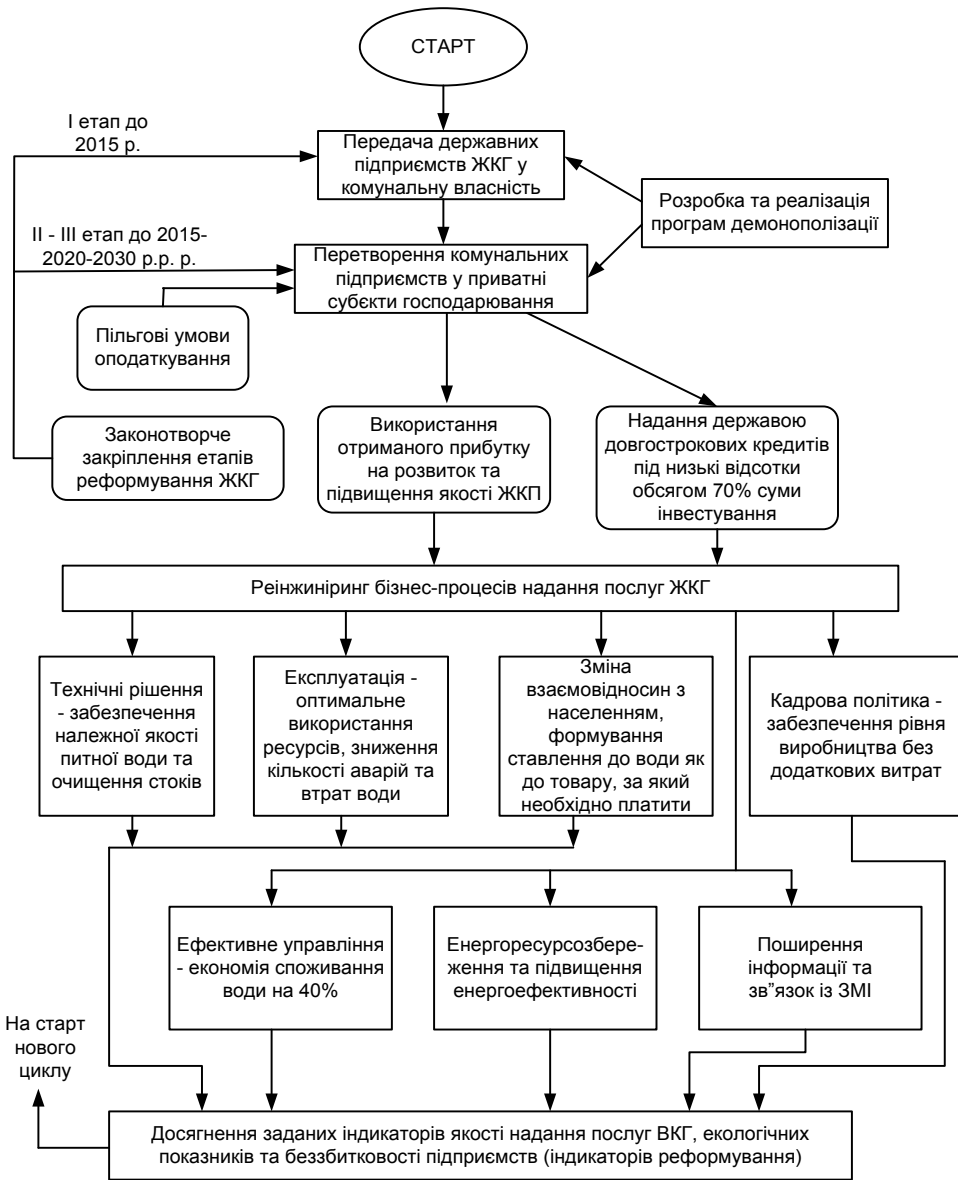 СТАРТ
І етап до
2015 р.
Передача державних
підприємств ЖКГ у
комунальну власність
Розробка та реалізація
програм демонополізації
ІІ - ІІІ етап до 2015-
2020-2030 р.р. р.
Перетворення комунальних
підприємств у приватні
субєкти господарювання
Пільгові умови
оподаткування
Законотворче
закріплення етапів
реформування ЖКГ
Використання
отриманого прибутку
на розвиток та
підвищення якості ЖКП
Надання державою
довгострокових кредитів
під низькі відсотки
обсягом 70% суми
інвестування
Реінжиніринг бізнес-процесів надання послуг ЖКГ
Технічні рішення
- забезпечення
належної якості
питної води та
очищення стоків
Експлуатація -
оптимальне
використання
ресурсів, зниження
кількості аварій та
втрат води
Зміна
взаємовідносин з
населенням,
формування
ставлення до води як
до товару, за який
необхідно платити
Кадрова політика -
забезпечення рівня
виробництва без
додаткових витрат
Ефективне управління
- економія споживання
води на 40%
Енергоресурсозбере-
ження та підвищення
енергоефективності
Поширення
інформації та
зв"язок із ЗМІ
На старт
нового
циклу
Досягнення заданих індикаторів якості надання послуг ВКГ, екологічних
показників та беззбитковості підприємств (індикаторів реформування)